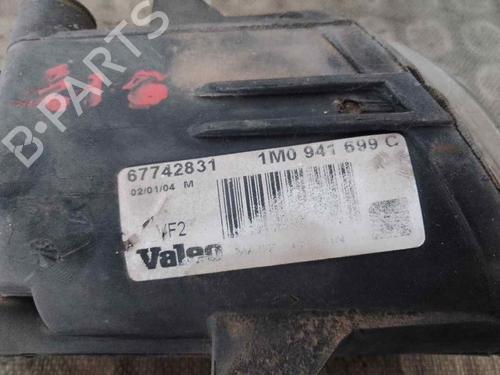 B-PARTS
67742831 1M0 941 699 C
02/01/04 M
VF2
Valeo